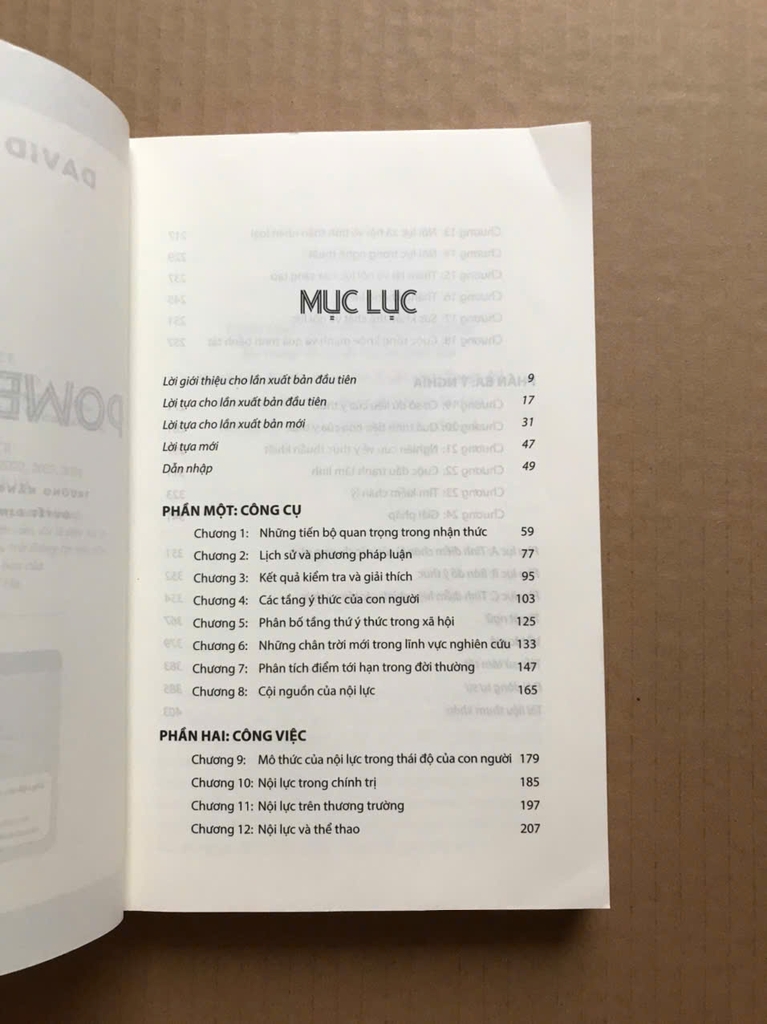 DAVID
POWE
MỤC LỤC
Lời giới thiệu cho lần xuất bản đầu tiên 9
Lời tựa cho lần xuất bản đầu tiên 17
Lời tựa cho lần xuất bản mới 31
Lời tựa mới 47
Dẫn nhập 49
PHẦN MỘT: CÔNG CỤ
Chương 1: Những tiến bộ quan trọng trong nhận thức 59
Chương 2: Lịch sử và phương pháp luận 77
Chương 3: Kết quả kiểm tra và giải thích 95
Chương 4: Các tầng ý thức của con người 103
Chương 5: Phân bố tầng thứ ý thức trong xã hội 125
Chương 6: Những chân trời mới trong lĩnh vực nghiên cứu 133
Chương 7: Phân tích điểm tới hạn trong đời thường 147
Chương 8: Cội nguồn của nội lực 165
PHẦN HAI: CÔNG VIỆC
Chương 9: Mô thức của nội lực trong thái độ của con người 179
Chương 10: Nội lực trong chính trị 185
Chương 11: Nội lực trên thương trường 197
Chương 12: Nội lực và thể thao 207